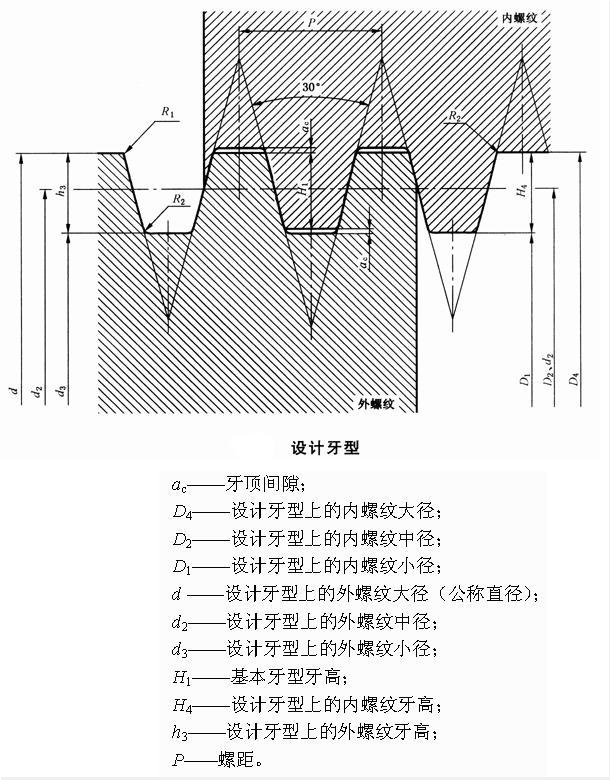 内螺纹
P
30°
R1
R2
ac
h3
H1
H4
R2
ac
d
d2
d3
D1
D2、d2
D4
外螺纹
设计牙型
ac——牙顶间隙；
D4——设计牙型上的内螺纹大径；
D2——设计牙型上的内螺纹中径；
D1——设计牙型上的内螺纹小径；
d ——设计牙型上的外螺纹大径（公称直径）；
d2——设计牙型上的外螺纹中径；
d3——设计牙型上的外螺纹小径；
H1——基本牙型牙高；
H4——设计牙型上的内螺纹牙高；
h3——设计牙型上的外螺纹牙高；
P——螺距。